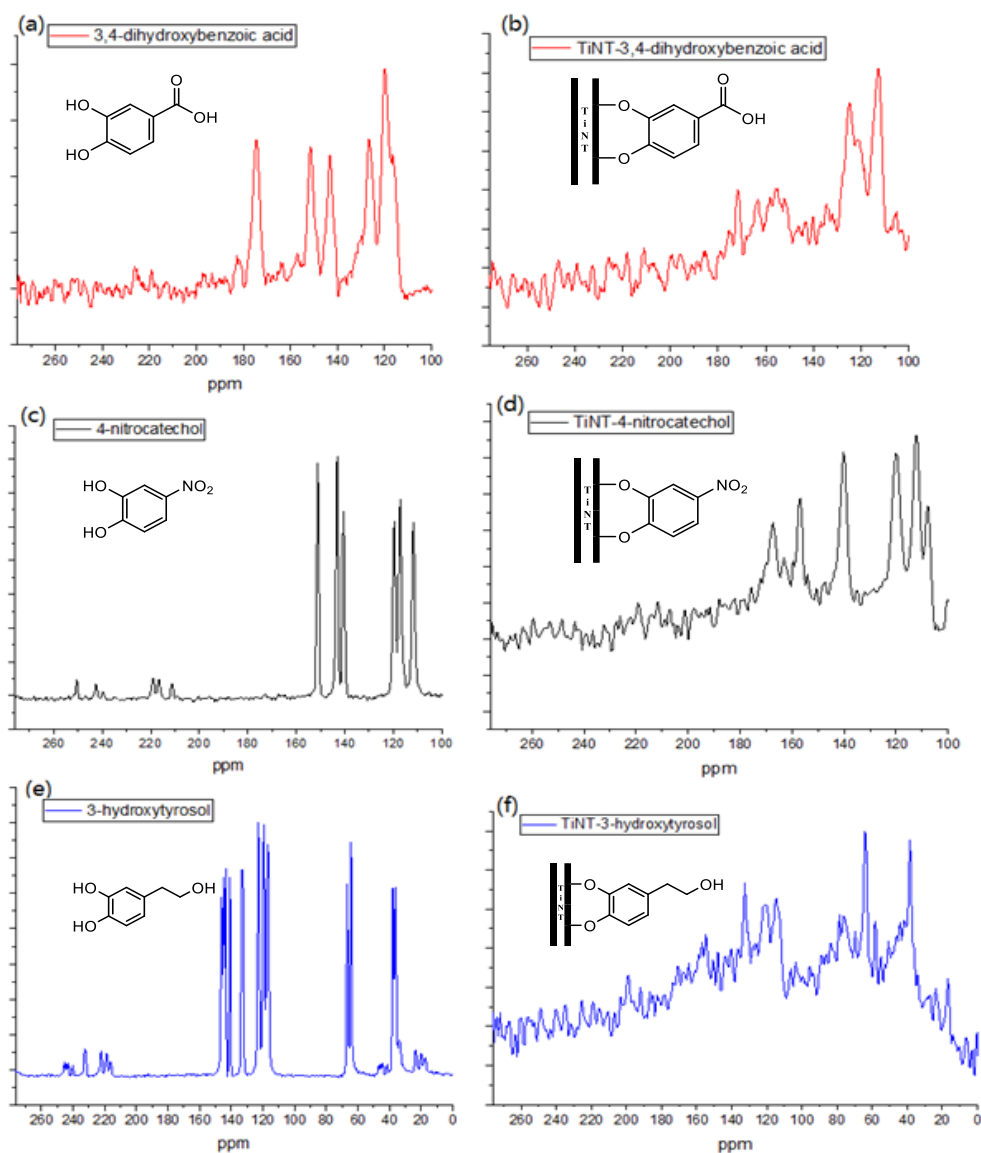 (a)
3,4-dihydroxybenzoic acid
O
HO
OH
HO
260 240 220 200 180 160 140 120 100
ppm
(b)
TiNT-3,4-dihydroxybenzoic acid
O
T
i
N
T
O
OH
O
260 240 220 200 180 160 140 120 100
ppm
(c)
4-nitrocatechol
HO
NO2
HO
260 240 220 200 180 160 140 120 100
ppm
(d)
TiNT-4-nitrocatechol
T
i
N
T
O
NO2
O
260 240 220 200 180 160 140 120 100
ppm
(e)
3-hydroxytyrosol
HO
OH
HO
260 240 220 200 180 160 140 120 100 80 60 40 20 0
ppm
(f)
TiNT-3-hydroxytyrosol
T
i
N
T
O
OH
O
260 240 220 200 180 160 140 120 100 80 60 40 20 0
ppm